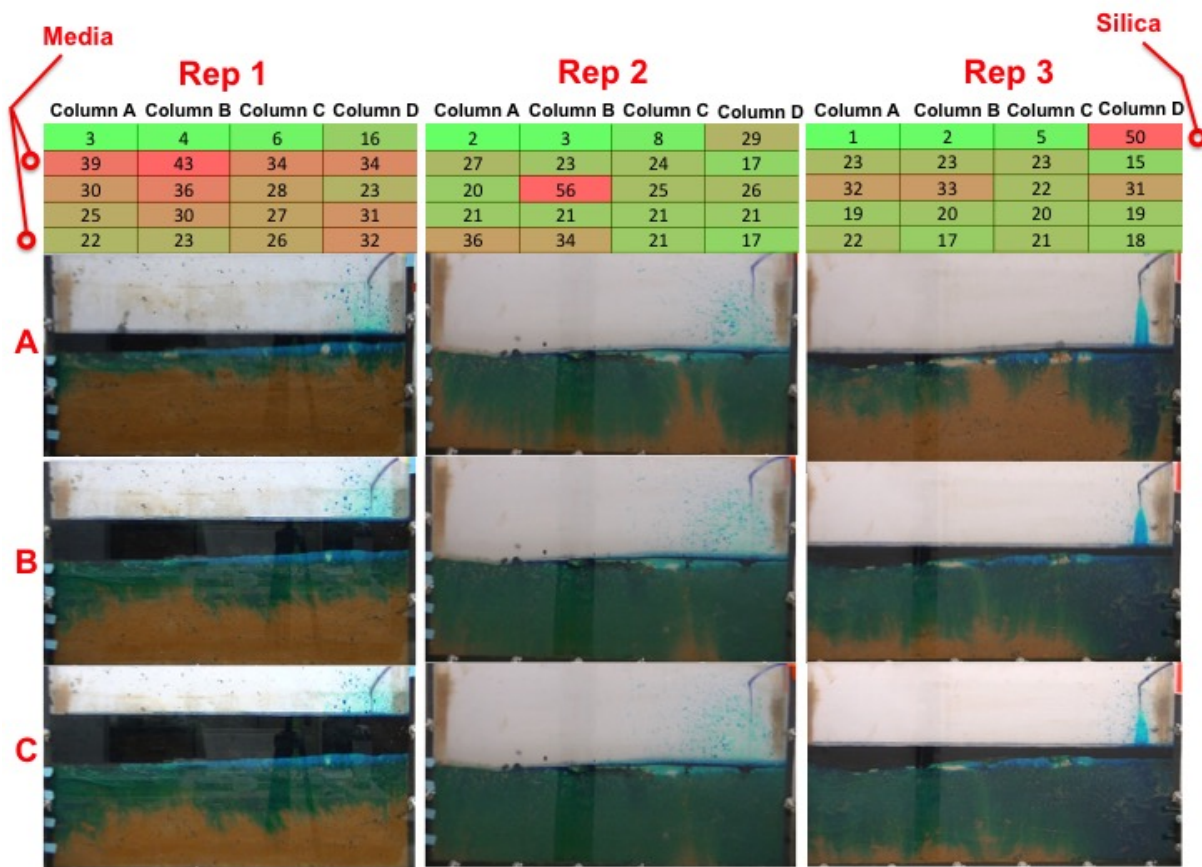 Media
Silica
Rep 1
Rep 2
Rep 3
Column A Column B Column C Column D Column A Column B Column C Column D Column A Column B Column C Column D
3 4 6 16 2 3 8 29 1 2 5 50
39 43 34 34 27 23 24 17 23 23 23 15
30 36 28 23 20 56 25 26 32 33 22 31
25 30 27 31 21 21 21 21 19 20 20 19
22 23 26 32 36 34 21 17 22 17 21 18
A
B
C